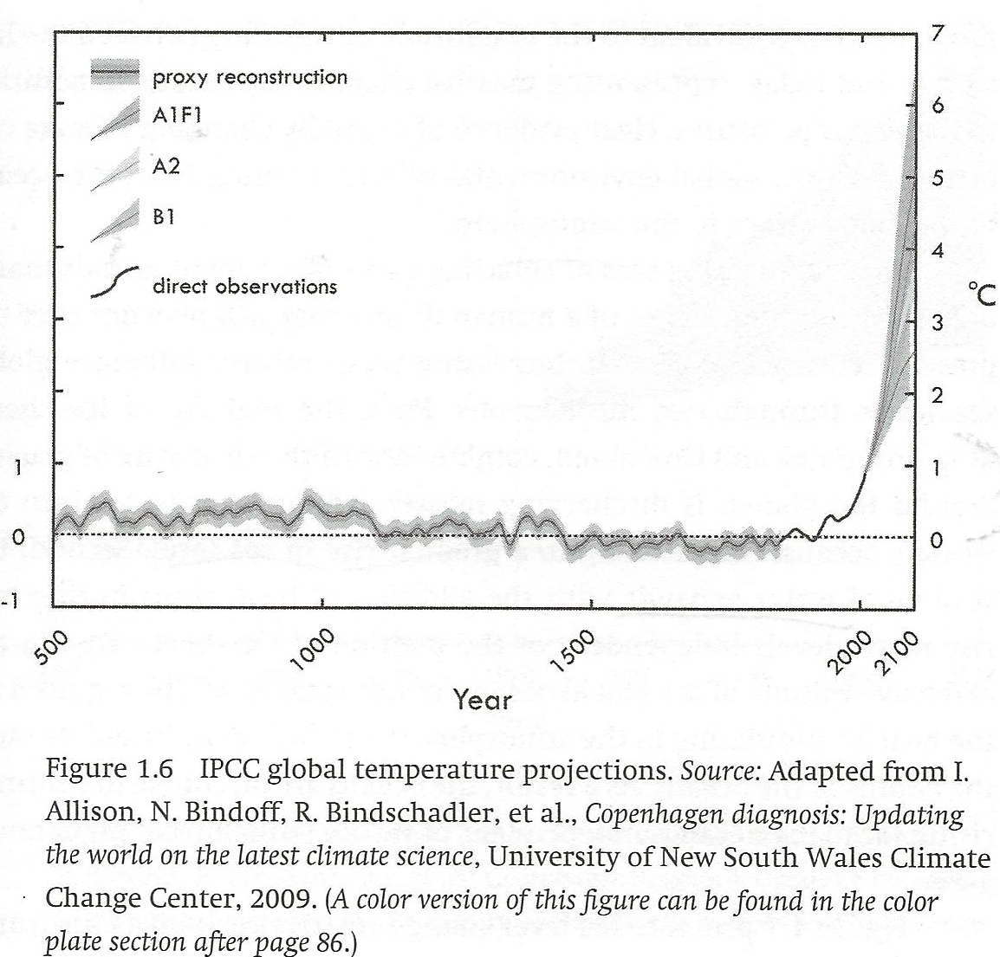 7
proxy reconstruction
A1F1
6
A2
5
B1
4
direct observations
°C
3
2
1
1
0
0
-1
500
1000
1500
2000
2100
Year
Figure 1.6 IPCC global temperature projections. Source: Adapted from I.
Allison, N. Bindoff, R. Bindschadler, et al., Copenhagen diagnosis: Updating
the world on the latest climate science, University of New South Wales Climate
Change Center, 2009. (A color version of this figure can be found in the color
plate section after page 86.)